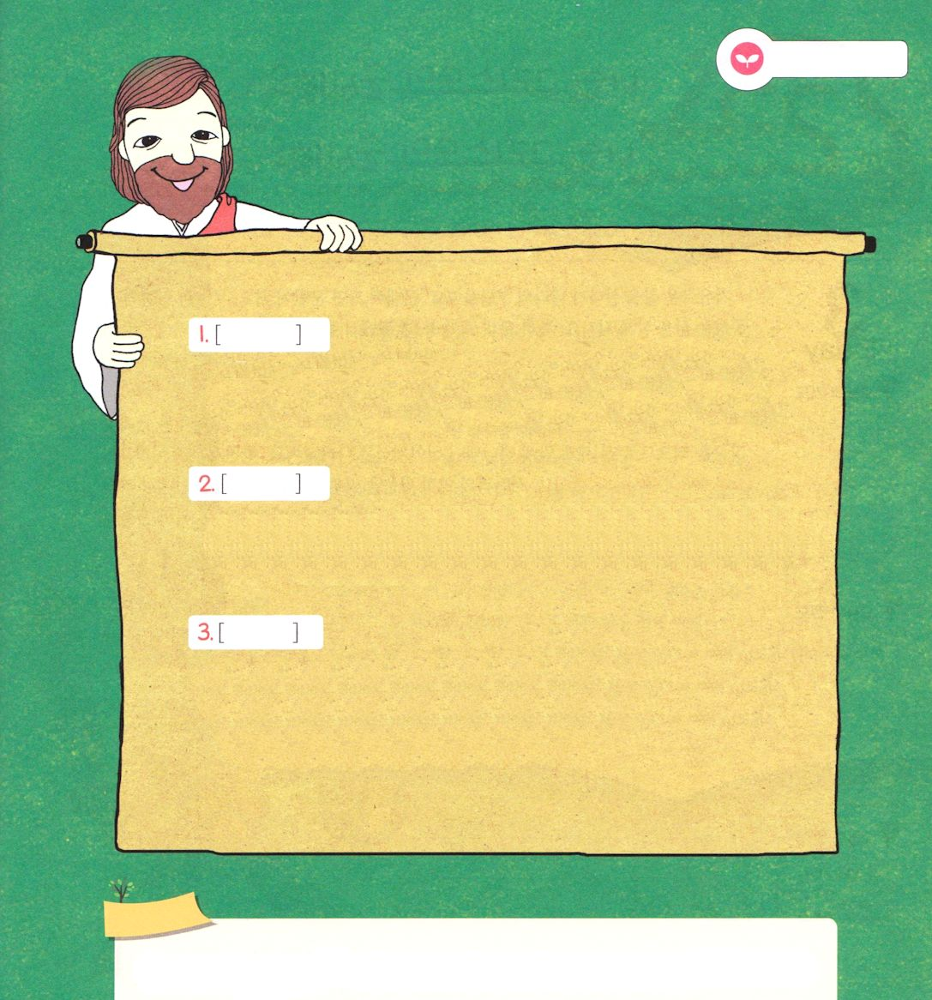 1. [ ]
2. [ ]
3. [ ]